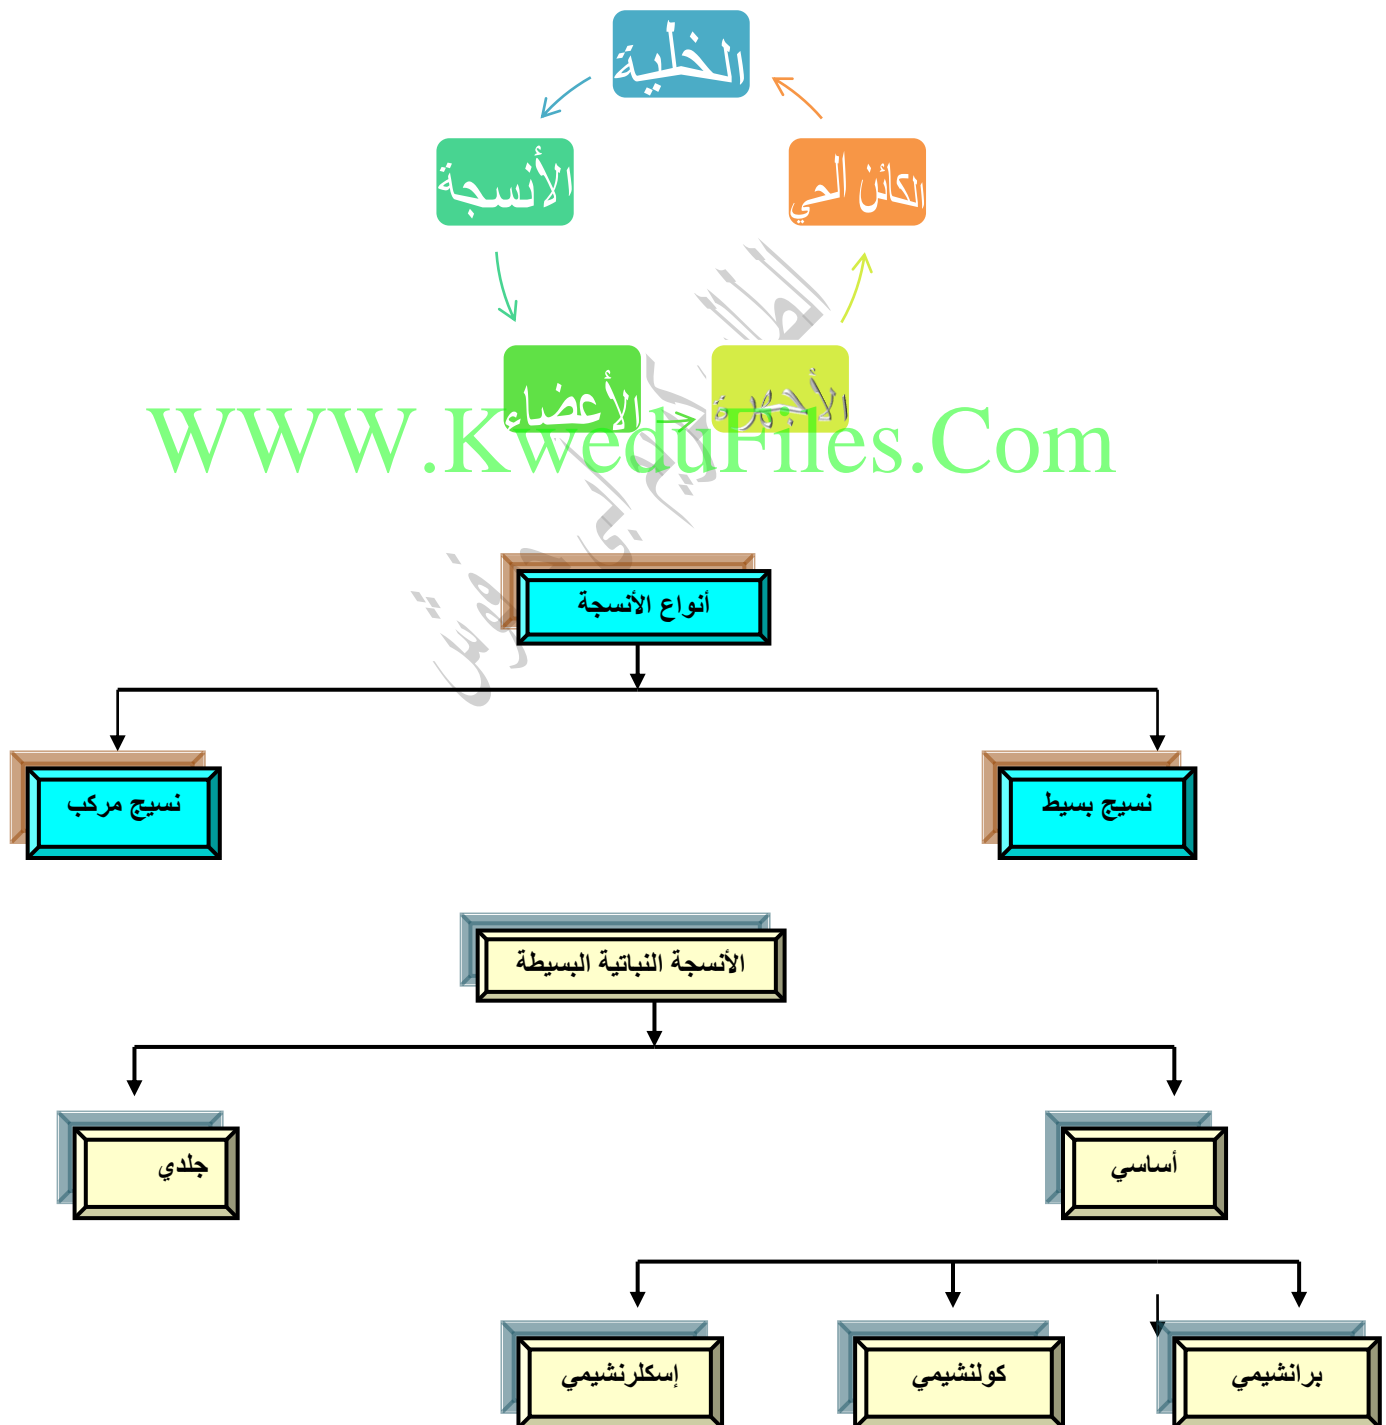 الخلية
الكائن الحي
الأنسجة
الأجهزة
الأعضاء
WWW.KweduFiles.Com
أنواع الأنسجة
نسيج بسيط
نسيج مركب
الأنسجة النباتية البسيطة
أساسي
جلدي
برانشيمي
كولنشيمي
إسكلرنشيمي